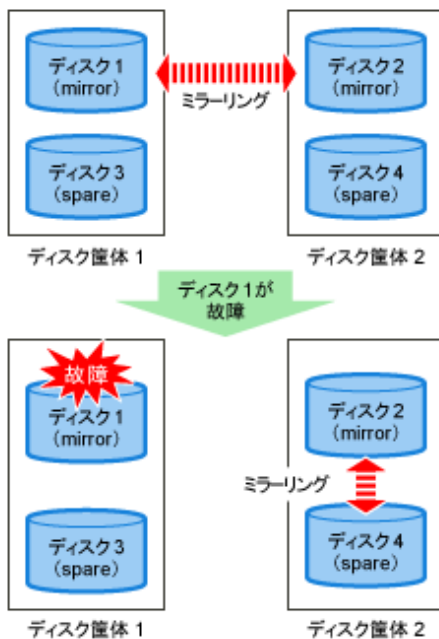 ディスク1
(mirror)
ディスク2
(mirror)
ミラーリング
ディスク3
(spare)
ディスク4
(spare)
ディスク筐体 1
ディスク筐体 2
ディスク1が
故障
故障
ディスク1
(mirror)
ディスク2
(mirror)
ミラーリング
ディスク3
(spare)
ディスク4
(spare)
ディスク筐体 1
ディスク筐体 2